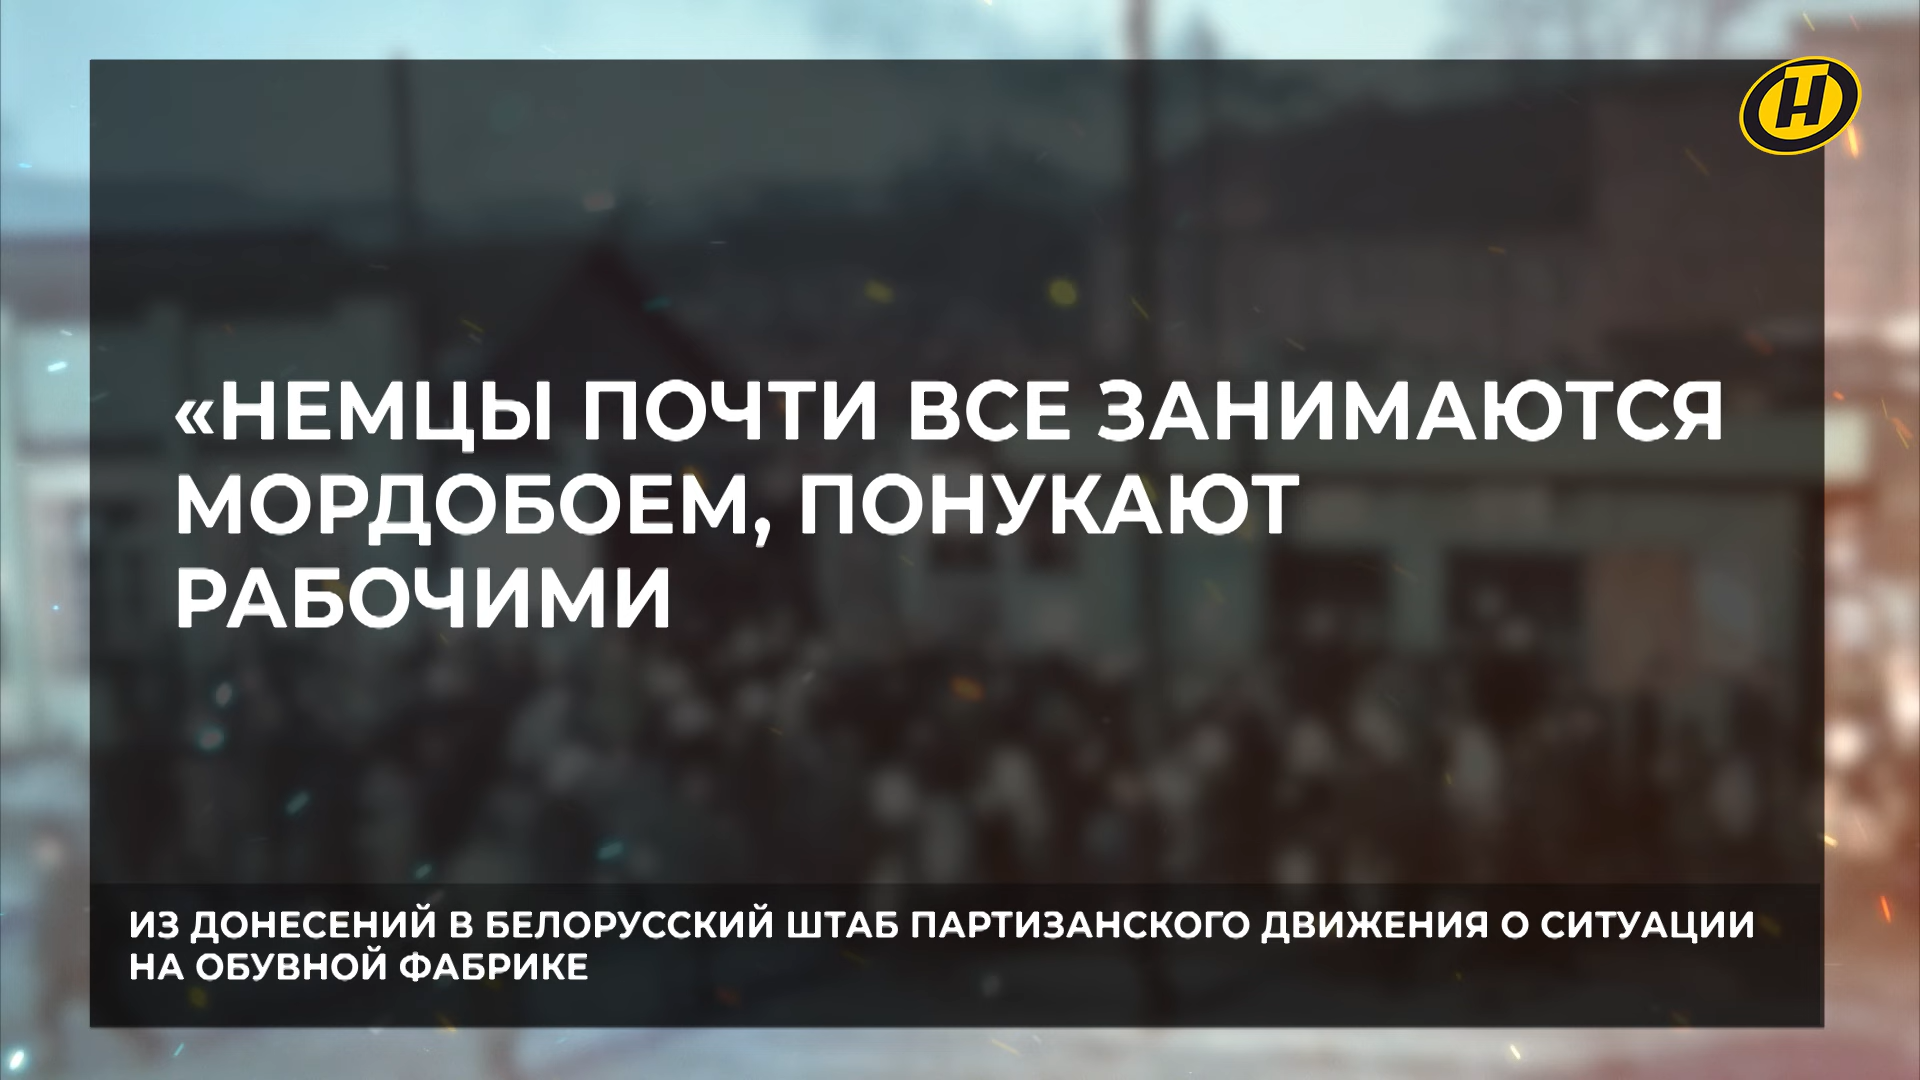 «НЕМЦЫ ПОЧТИ ВСЕ ЗАНИМАЮТСЯ
МОРДОБОЕМ, ПОНУКАЮТ
РАБОЧИМИ
ИЗ ДОНЕСЕНИЙ В БЕЛОРУССКИЙ ШТАБ ПАРТИЗАНСКОГО ДВИЖЕНИЯ О СИТУАЦИИ
НА ОБУВНОЙ ФАБРИКЕ